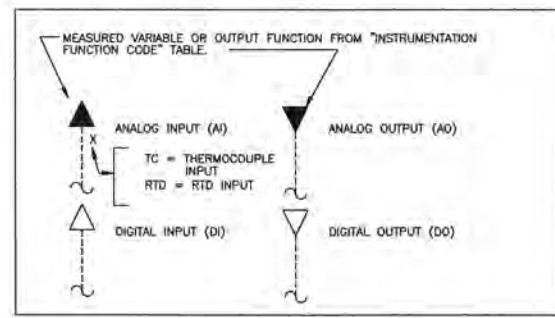 MEASURED VARIABLE OR OUTPUT FUNCTION FROM "INSTRUMENTATION
FUNCTION CODE" TABLE.
ANALOG INPUT (AI)
ANALOG OUTPUT (AO)
X
TC = THERMOCOUPLE
INPUT
RTD = RTD INPUT
DIGITAL INPUT (DI)
DIGITAL OUTPUT (DO)